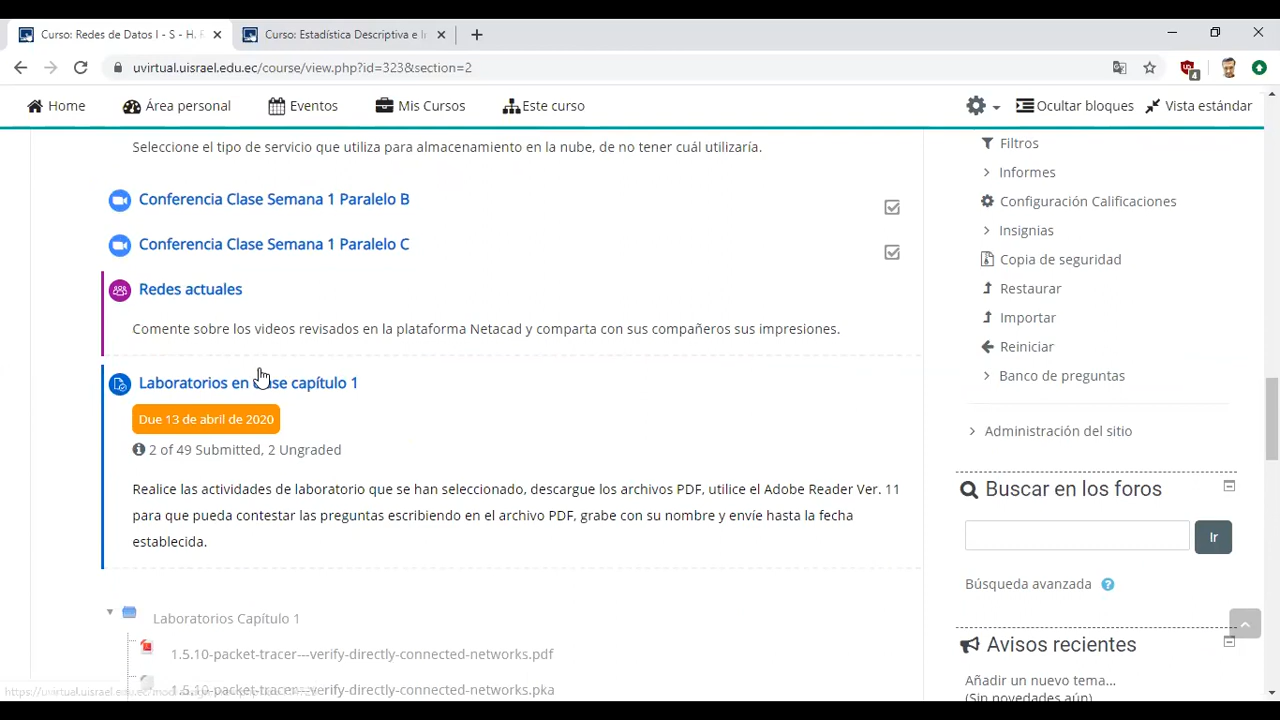 Curso: Redes de Datos I - S - H. F
Curso: Estadística Descriptiva e I
uvirtual.uisrael.edu.ec/course/view.php?id=323&section=2
4
Home
Área personal
Eventos
Mis Cursos
Este curso
Ocultar bloques
Vista estándar
Seleccione el tipo de servicio que utiliza para almacenamiento en la nube, de no tener cuál utilizaría.
Conferencia Clase Semana 1 Paralelo B
Conferencia Clase Semana 1 Paralelo C
Redes actuales
Comente sobre los videos revisados en la plataforma Netacad y comparta con sus compañeros sus impresiones.
Laboratorios en clase capítulo 1
Due 13 de abril de 2020
2 of 49 Submitted, 2 Ungraded
Realice las actividades de laboratorio que se han seleccionado, descargue los archivos PDF, utilice el Adobe Reader Ver. 11
para que pueda contestar las preguntas escribiendo en el archivo PDF, grabe con su nombre y envíe hasta la fecha
establecida.
Laboratorios Capítulo 1
1.5.10-packet-tracer---verify-directly-connected-networks.pdf
1.5.10-packet-tracer---verify-directly-connected-networks.pka
Filtros
Informes
Configuración Calificaciones
Insignias
Copia de seguridad
Restaurar
Importar
Reiniciar
Banco de preguntas
Administración del sitio
Buscar en los foros
Ir
Búsqueda avanzada
Avisos recientes
Añadir un nuevo tema...
(Sin novedades aún)